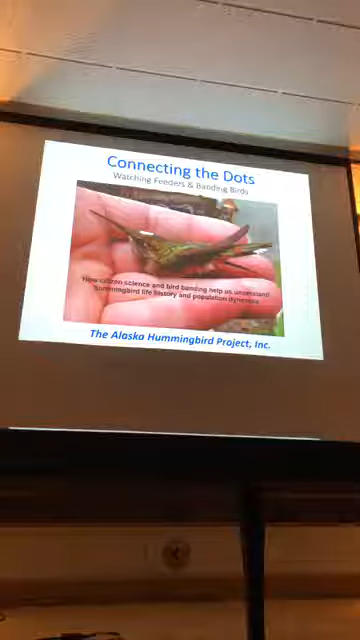 Connecting the Dots
Watching Feeders & Banding Birds
How citizen science and bird banding help us understand
hummingbird life history and population dynamics
The Alaska Hummingbird Project, Inc.